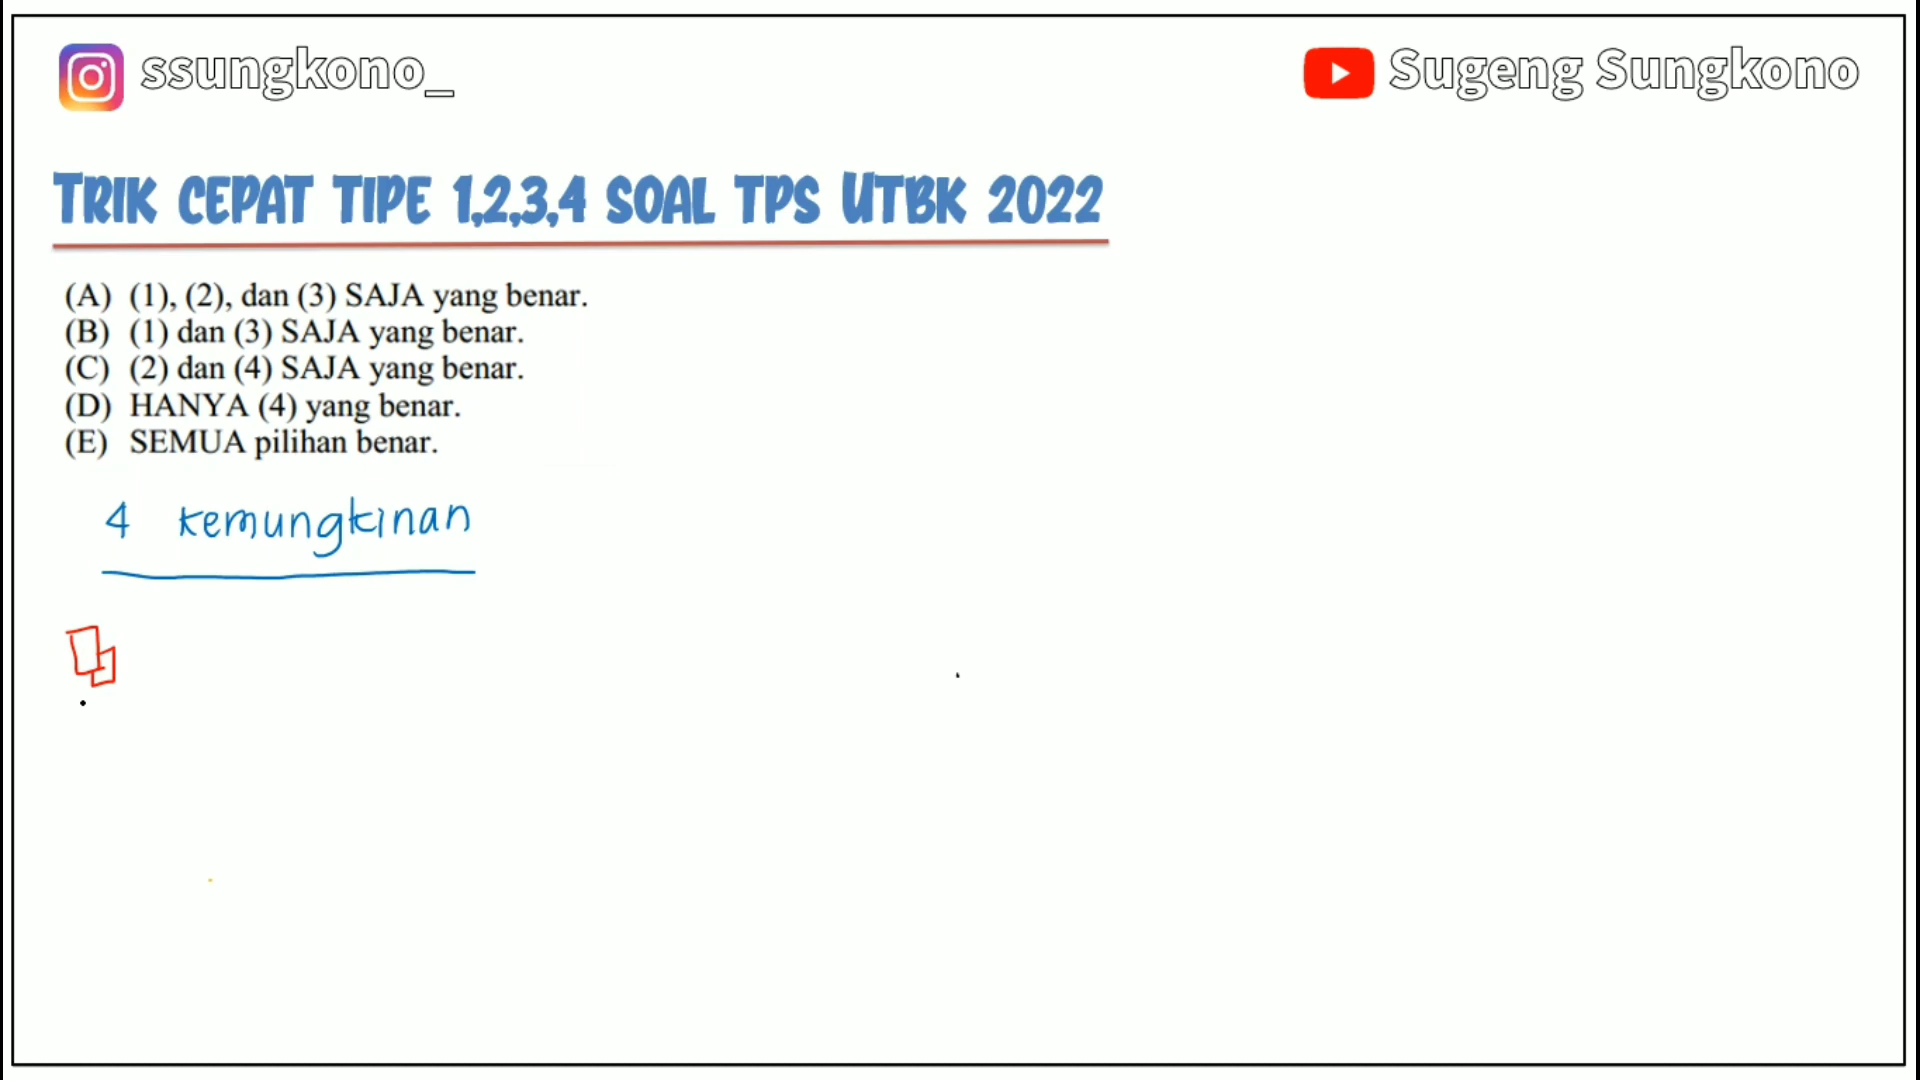 ssungkono_
Sugeng Sungkono
TRIK CEPAT TIPE 1,2,3,4 SOAL TPS UTBK 2022
(A) (1), (2), dan (3) SAJA yang benar.
(B) (1) dan (3) SAJA yang benar.
(C) (2) dan (4) SAJA yang benar.
(D) HANYA (4) yang benar.
(E) SEMUA pilihan benar.
4 kemungkinan